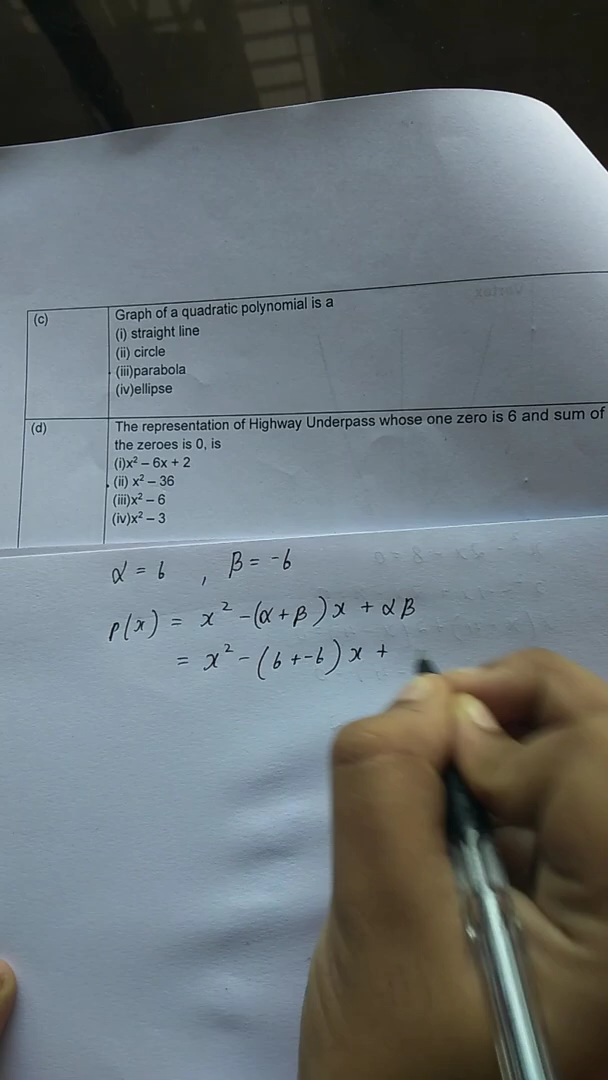 (c)
Graph of a quadratic polynomial is a
(i) straight line
(ii) circle
(iii)parabola
(iv)ellipse
(d)
The representation of Highway Underpass whose one zero is 6 and sum of
the zeroes is 0, is
(i)x² – 6x + 2
(ii) x² – 36
(iii)x² – 6
(iv)x² – 3
α = 6 , β = -6
p(x) = x² -(α + β)x + αβ
= x² - (6 + -6) x +